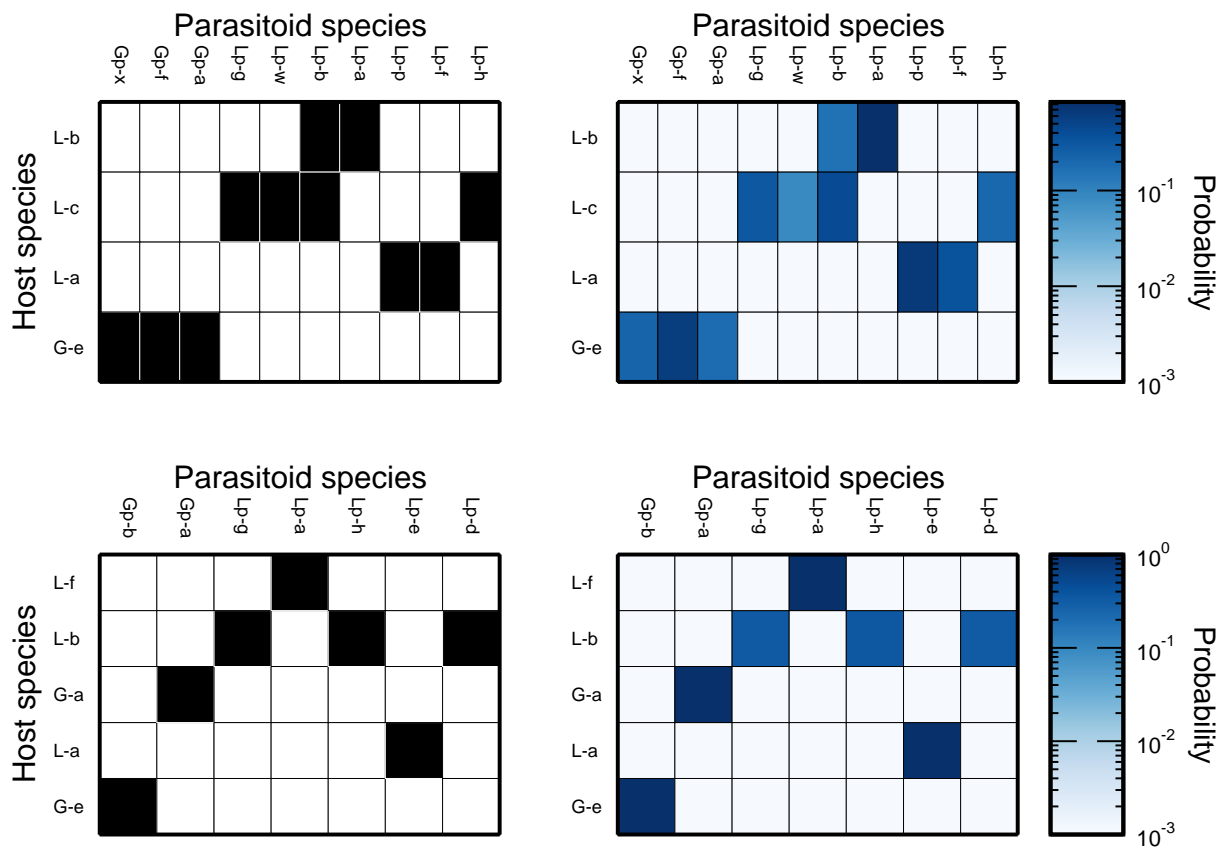 Parasitoid species
Gp-x Gp-f Gp-a Lp-g Lp-w Lp-b Lp-a Lp-p Lp-f Lp-h
Host species
L-b
L-c
L-a
G-e
Parasitoid species
Gp-x Gp-f Gp-a Lp-g Lp-w Lp-b Lp-a Lp-p Lp-f Lp-h
L-b
L-c
L-a
G-e
10^-1
10^-2
10^-3
Probability
Parasitoid species
Gp-b Gp-a Lp-g Lp-a Lp-h Lp-e Lp-d
Host species
L-f
L-b
G-a
L-a
G-e
Parasitoid species
Gp-b Gp-a Lp-g Lp-a Lp-h Lp-e Lp-d
L-f
L-b
G-a
L-a
G-e
10^0
10^-1
10^-2
10^-3
Probability